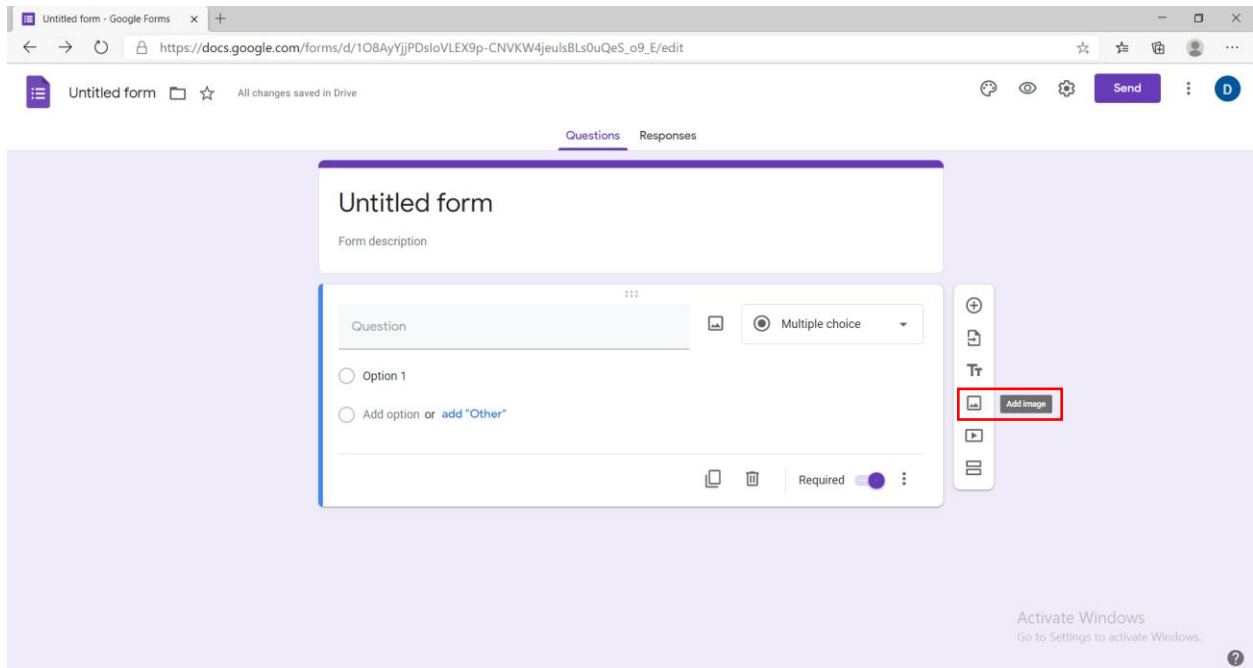 Untitled form - Google Forms
https://docs.google.com/forms/d/1O8AyYjjPDsIoVLEX9p-CNVKW4jeulsBLs0uQeS_o9_E/edit
Untitled form All changes saved in Drive Send D
Questions Responses
Untitled form
Form description
Question Multiple choice
Option 1
Tт
Add option or add "Other" Add image
Required
Activate Windows
Go to Settings to activate Windows.